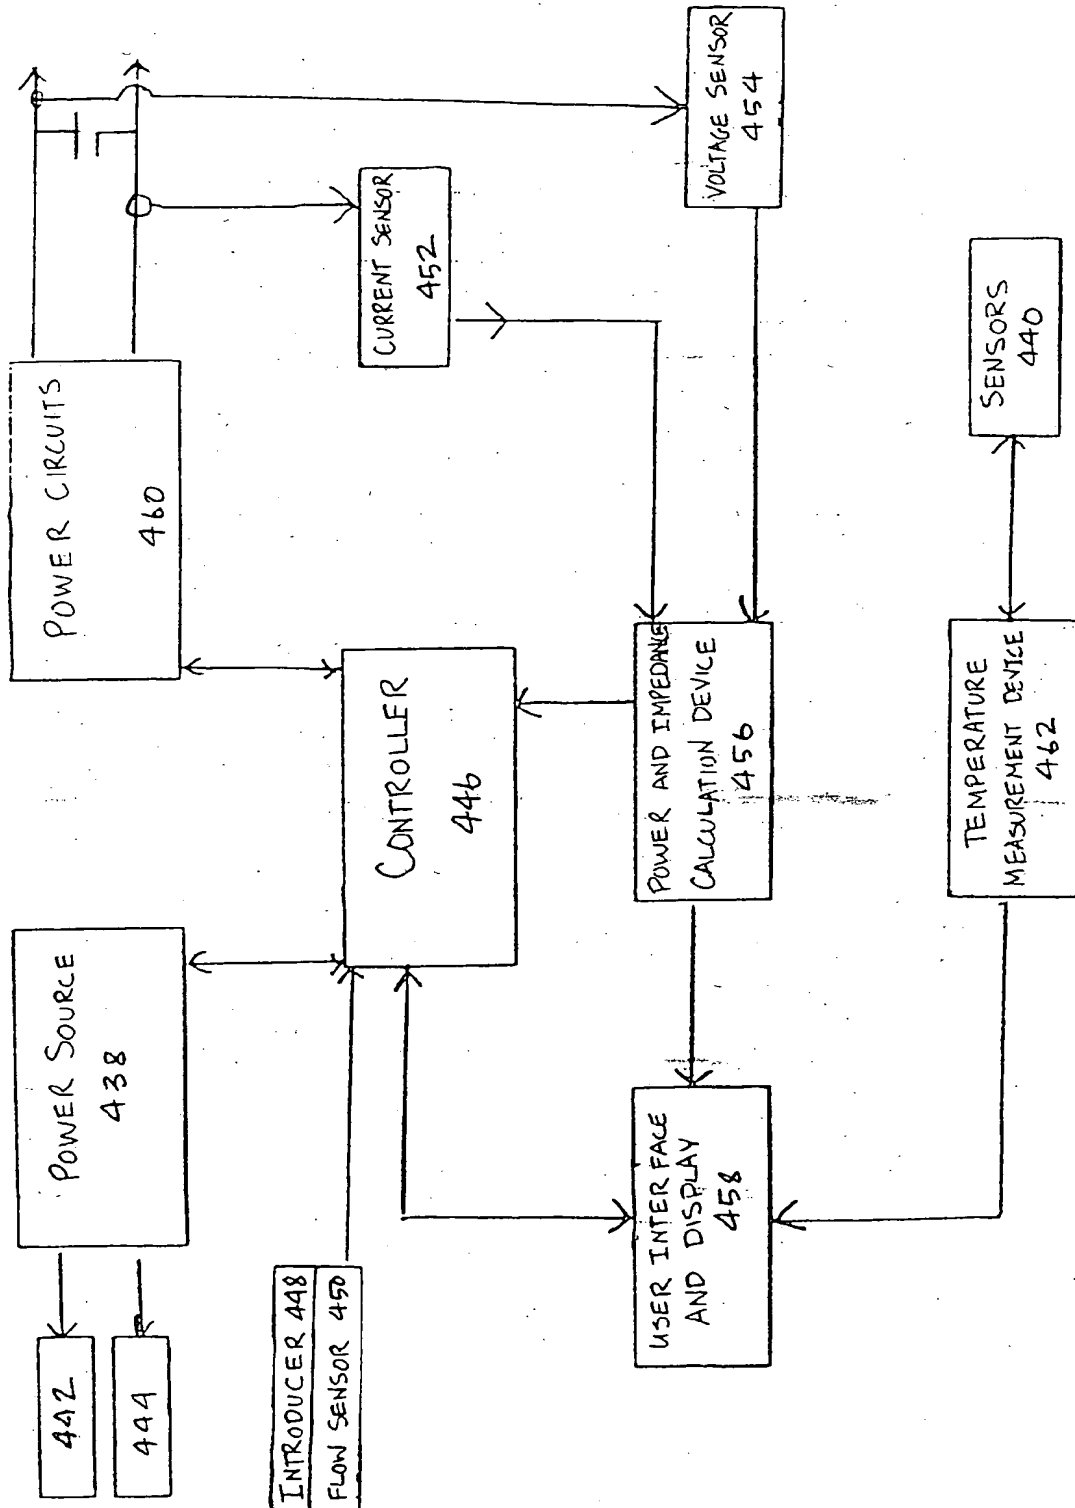 442
444
POWER SOURCE
438
POWER CIRCUITS
460
INTRODUCER 448
FLOW SENSOR 450
CONTROLLER
446
CURRENT SENSOR
452
USER INTERFACE
AND DISPLAY
458
POWER AND IMPEDANCE
CALCULATION DEVICE
456
VOLTAGE SENSOR
454
TEMPERATURE
MEASUREMENT DEVICE
462
SENSORS
440